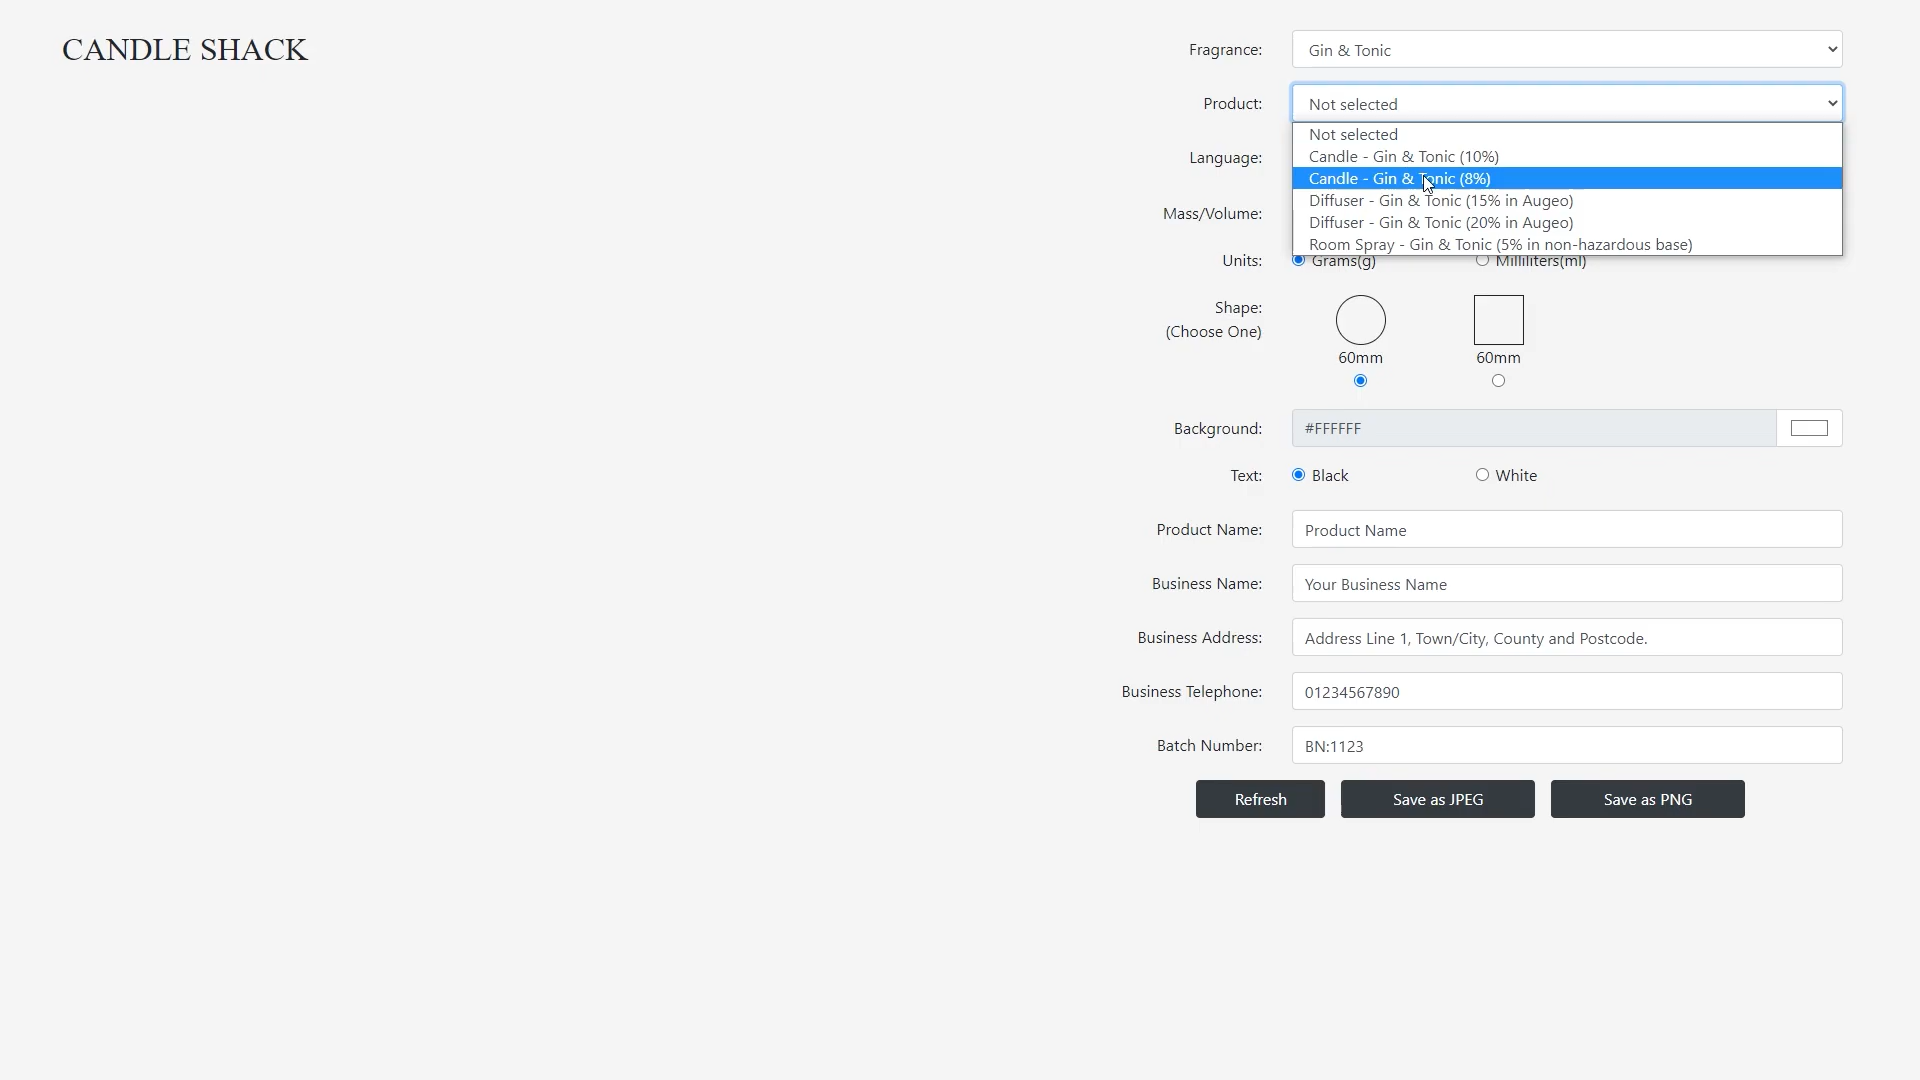 CANDLE SHACK
Fragrance: Gin & Tonic
Product: Not selected
Not selected
Candle - Gin & Tonic (10%)
Language:
Candle - Gin & Tonic (8%)
Diffuser - Gin & Tonic (15% in Augeo)
Mass/Volume:
Diffuser - Gin & Tonic (20% in Augeo)
Room Spray - Gin & Tonic (5% in non-hazardous base)
Units: Grams(g) Milliliters(ml)
Shape:
(Choose One)
60mm 60mm
Background: #FFFFFF
Text: Black White
Product Name: Product Name
Business Name: Your Business Name
Business Address: Address Line 1, Town/City, County and Postcode.
Business Telephone: 01234567890
Batch Number: BN:1123
Refresh Save as JPEG Save as PNG